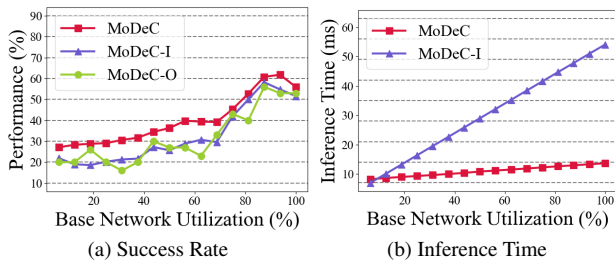 Performance (%)
70
60
50
40
30
20
10
MoDeC
MoDeC-I
MoDeC-O
20 40 60 80 100
Base Network Utilization (%)
(a) Success Rate
Inference Time (ms)
60
50
40
30
20
10
MoDeC
MoDeC-I
20 40 60 80 100
Base Network Utilization (%)
(b) Inference Time